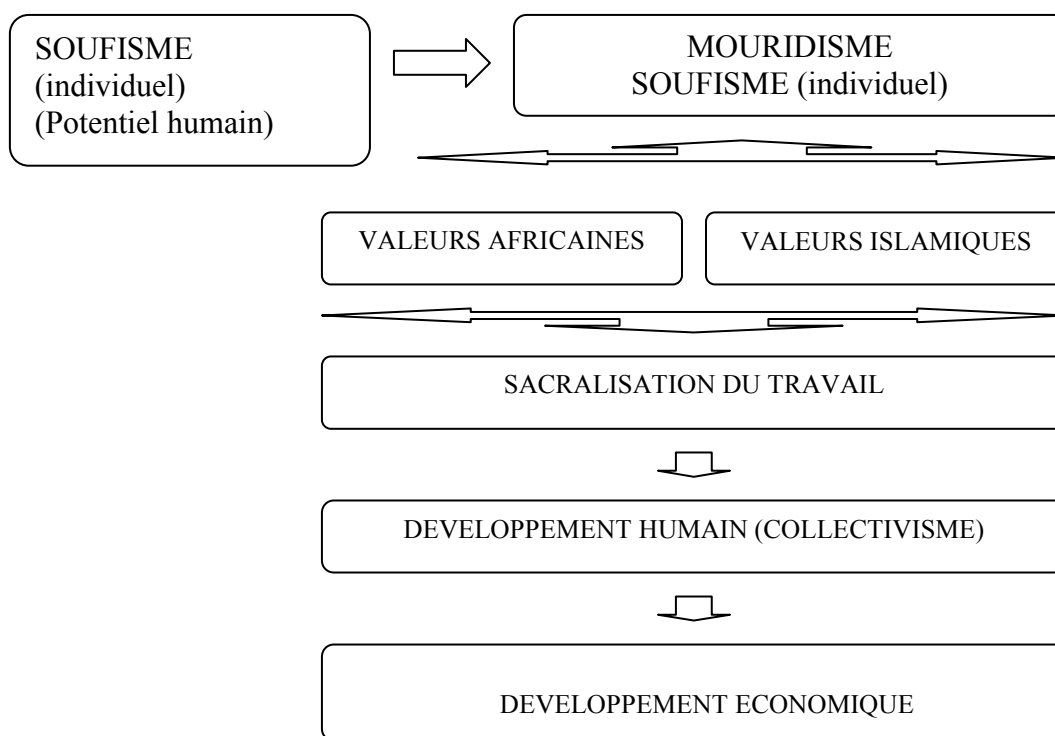 SOUFISME
(individuel)
(Potentiel humain)
MOURIDISME
SOUFISME (individuel)
VALEURS AFRICAINES
VALEURS ISLAMIQUES
SACRALISATION DU TRAVAIL
DEVELOPPEMENT HUMAIN (COLLECTIVISME)
DEVELOPPEMENT ECONOMIQUE